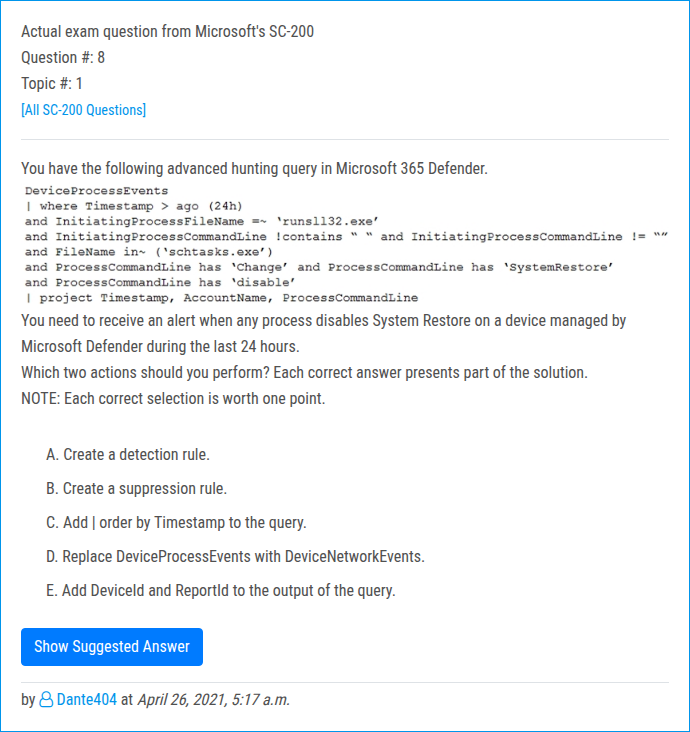 Actual exam question from Microsoft's SC-200
Question #: 8
Topic #: 1
[All SC-200 Questions]
You have the following advanced hunting query in Microsoft 365 Defender.
DeviceProcessEvents
| where Timestamp > ago (24h)
and InitiatingProcessFileName =~ ‘runsll32.exe’
and InitiatingProcessCommandLine !contains “ “ and InitiatingProcessCommandLine != “”
and FileName in~ (‘schtasks.exe’)
and ProcessCommandLine has ‘Change’ and ProcessCommandLine has ‘SystemRestore’
and ProcessCommandLine has ‘disable’
| project Timestamp, AccountName, ProcessCommandLine
You need to receive an alert when any process disables System Restore on a device managed by
Microsoft Defender during the last 24 hours.
Which two actions should you perform? Each correct answer presents part of the solution.
NOTE: Each correct selection is worth one point.
A. Create a detection rule.
B. Create a suppression rule.
C. Add | order by Timestamp to the query.
D. Replace DeviceProcessEvents with DeviceNetworkEvents.
E. Add DeviceId and ReportId to the output of the query.
Show Suggested Answer
by Dante404 at April 26, 2021, 5:17 a.m.